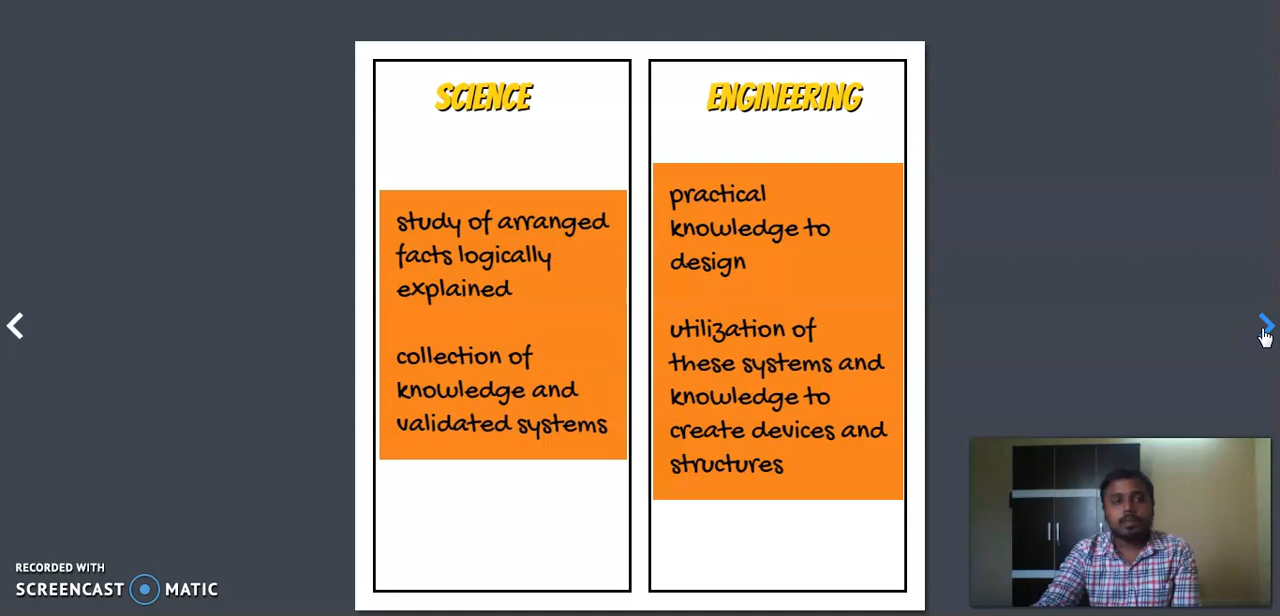 SCIENCE
study of arranged
facts logically
explained
collection of
knowledge and
validated systems
ENGINEERING
practical
knowledge to
design
utilization of
these systems and
knowledge to
create devices and
structures
RECORDED WITH
SCREENCAST MATIC